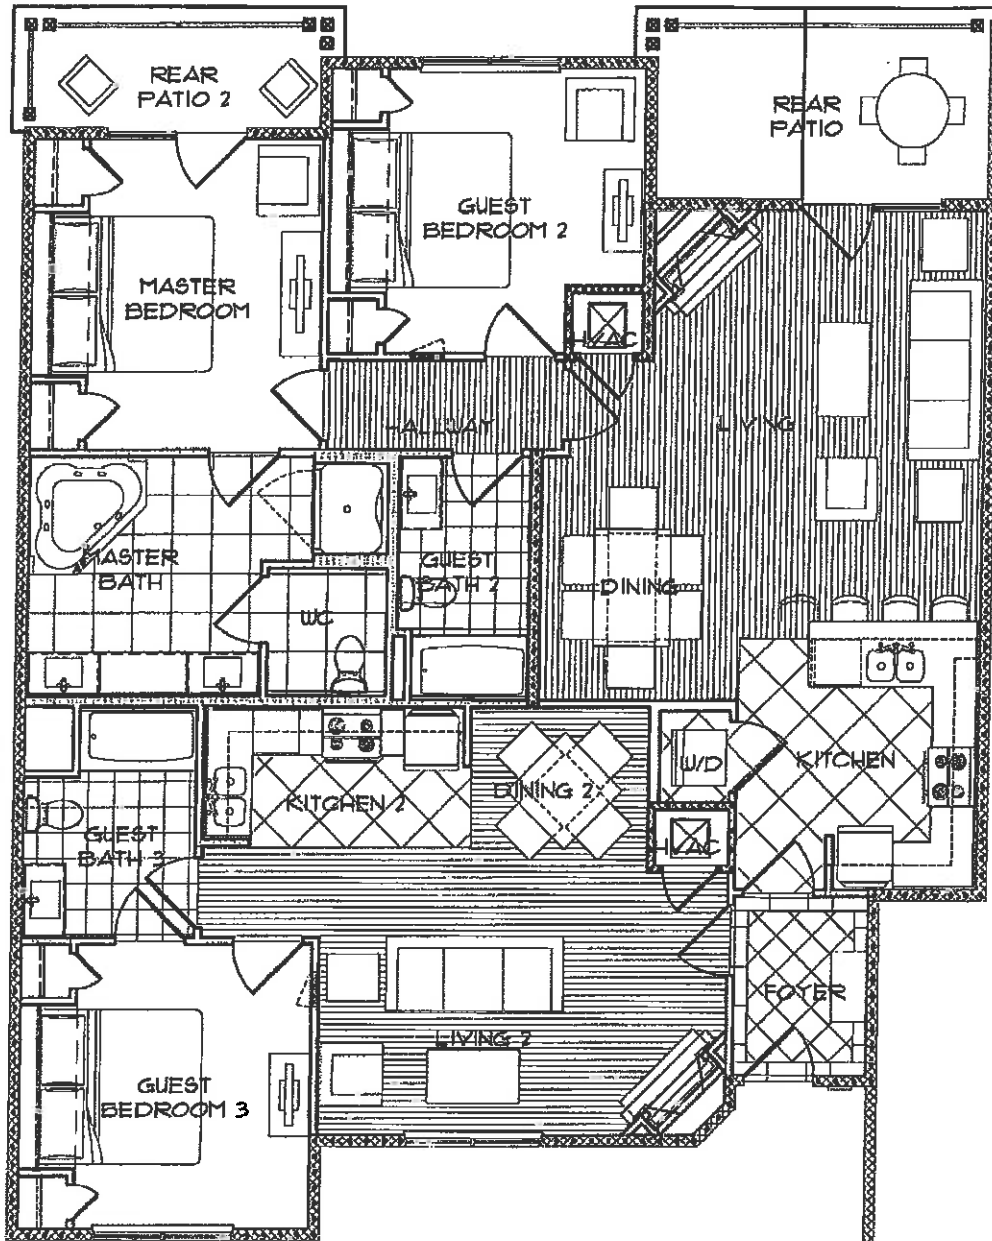 REAR
PATIO 2
REAR
PATIO
GUEST
BEDROOM 2
MASTER
BEDROOM
HVAC
HALLWAY
LIVING
MASTER
BATH
GUEST
BATH 2
DINING
WC
KITCHEN 2
DINING 2
W/D
KITCHEN
GUEST
BATH 3
HVAC
FOYER
LIVING 2
GUEST
BEDROOM 3